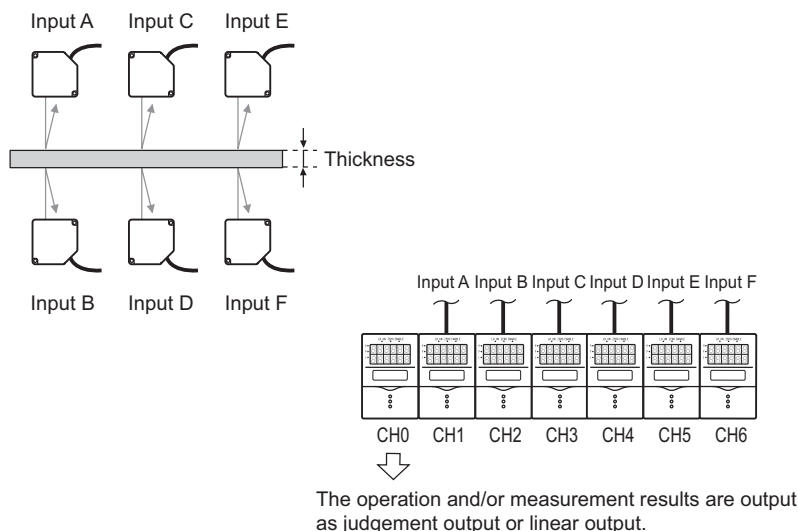 Input A Input C Input E
Thickness
Input B Input D Input F
Input A Input B Input C Input D Input E Input F
CH0 CH1 CH2 CH3 CH4 CH5 CH6
The operation and/or measurement results are output
as judgement output or linear output.